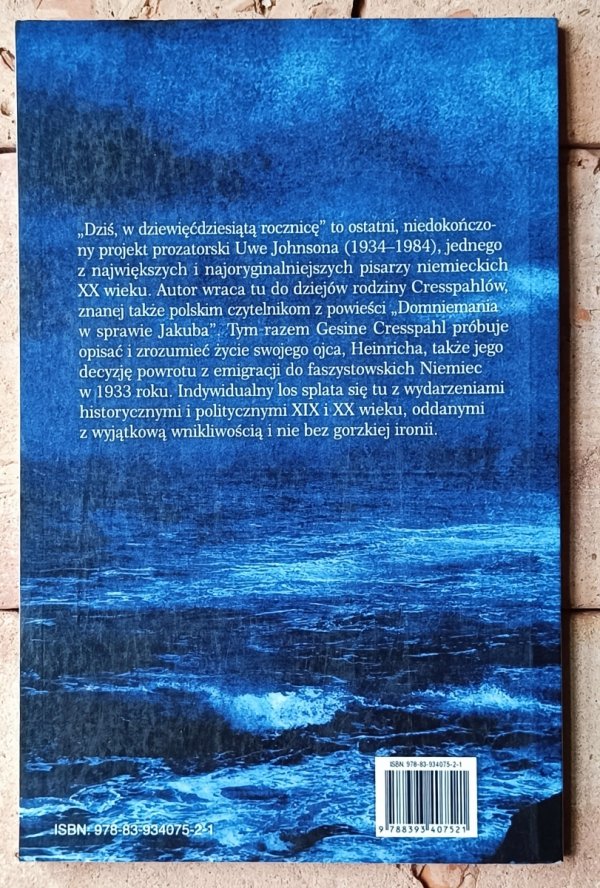 „Dziś, w dziewięćdziesiątą rocznicę” to ostatni, niedokończo-
ny projekt prozatorski Uwe Johnsona (1934–1984), jednego
z największych i najoryginalniejszych pisarzy niemieckich
XX wieku. Autor wraca tu do dziejów rodziny Cresspahlów,
znanej także polskim czytelnikom z powieści „Domniemania
w sprawie Jakuba”. Tym razem Gesine Cresspahl próbuje
opisać i zrozumieć życie swojego ojca, Heinricha, także jego
decyzję powrotu z emigracji do faszystowskich Niemiec
w 1933 roku. Indywidualny los splata się tu z wydarzeniami
historycznymi i politycznymi XIX i XX wieku, oddanymi
z wyjątkową wnikliwością i nie bez gorzkiej ironii.
ISBN 978-83-934075-2-1
9 788393 407521
ISBN: 978-83-934075-2-1